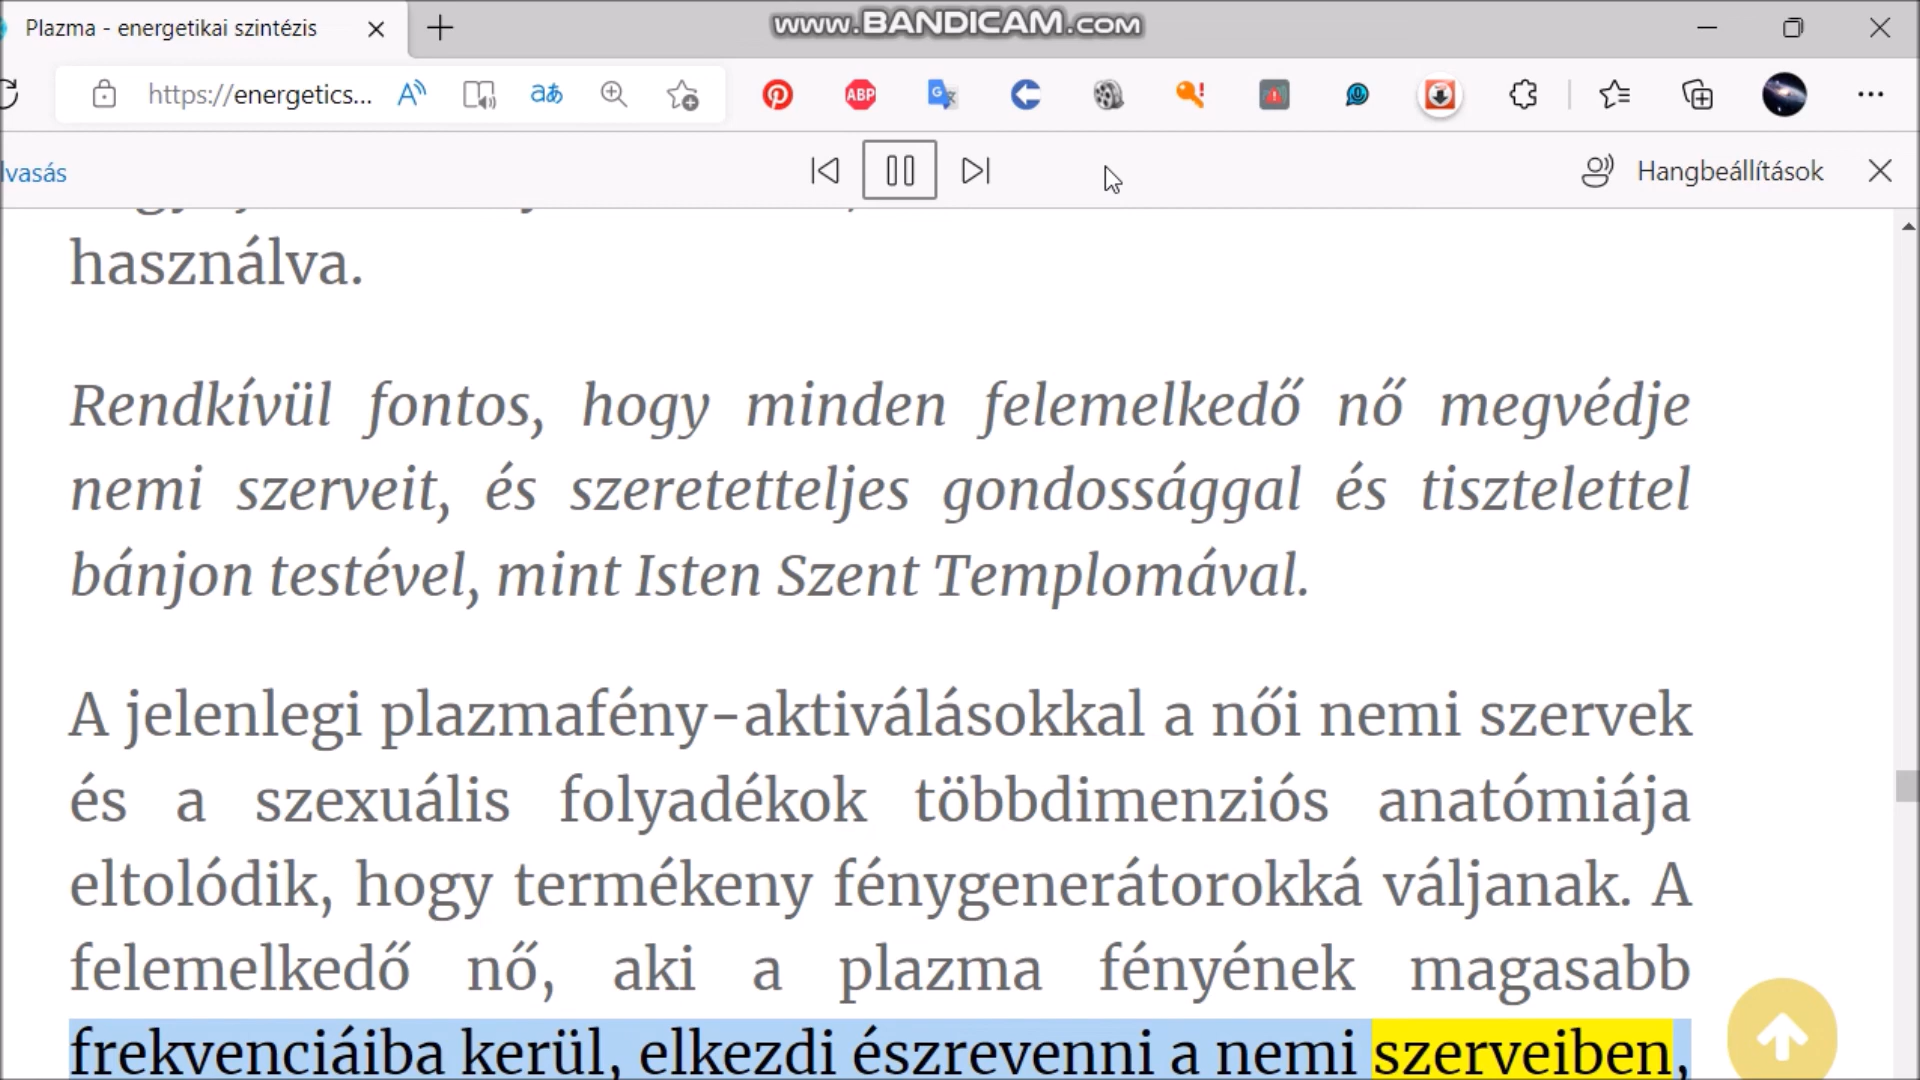 Plazma - energetikai szintézis
www.BANDICAM.com
https://energetics...
aあ
ABP
lvasás
Hangbeállítások
használva.
Rendkívül fontos, hogy minden felemelkedő nő megvédje
nemi szerveit, és szeretetteljes gondossággal és tisztelettel
bánjon testével, mint Isten Szent Templomával.
A jelenlegi plazmafény-aktiválásokkal a női nemi szervek
és a szexuális folyadékok többdimenziós anatómiája
eltolódik, hogy termékeny fénygenerátorokká váljanak. A
felemelkedő nő, aki a plazma fényének magasabb
frekvenciáiba kerül, elkezdi észrevenni a nemi szerveiben,